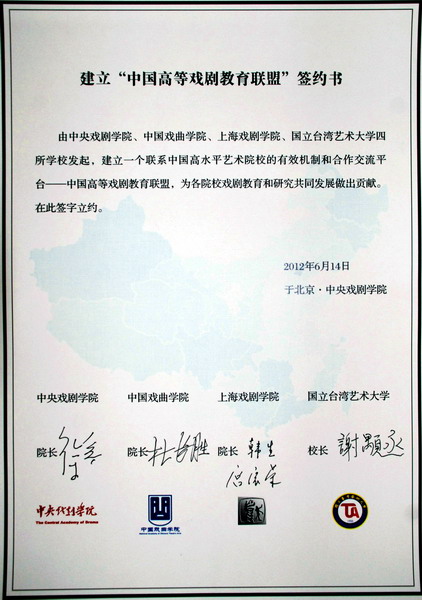 建立“中国高等戏剧教育联盟”签约书
由中央戏剧学院、中国戏曲学院、上海戏剧学院、国立台湾艺术大学四
所学校发起，建立一个联系中国高水平艺术院校的有效机制和合作交流平
台——中国高等戏剧教育联盟，为各院校戏剧教育和研究共同发展做出贡献。
在此签字立约。
2012年6月14日
于北京·中央戏剧学院
中央戏剧学院 中国戏曲学院 上海戏剧学院 国立台湾艺术大学
院长 院长 杜长胜 院长 韩生 校长 謝顒丞
中央戏剧学院
The Central Academy of Drama
中国戏曲学院